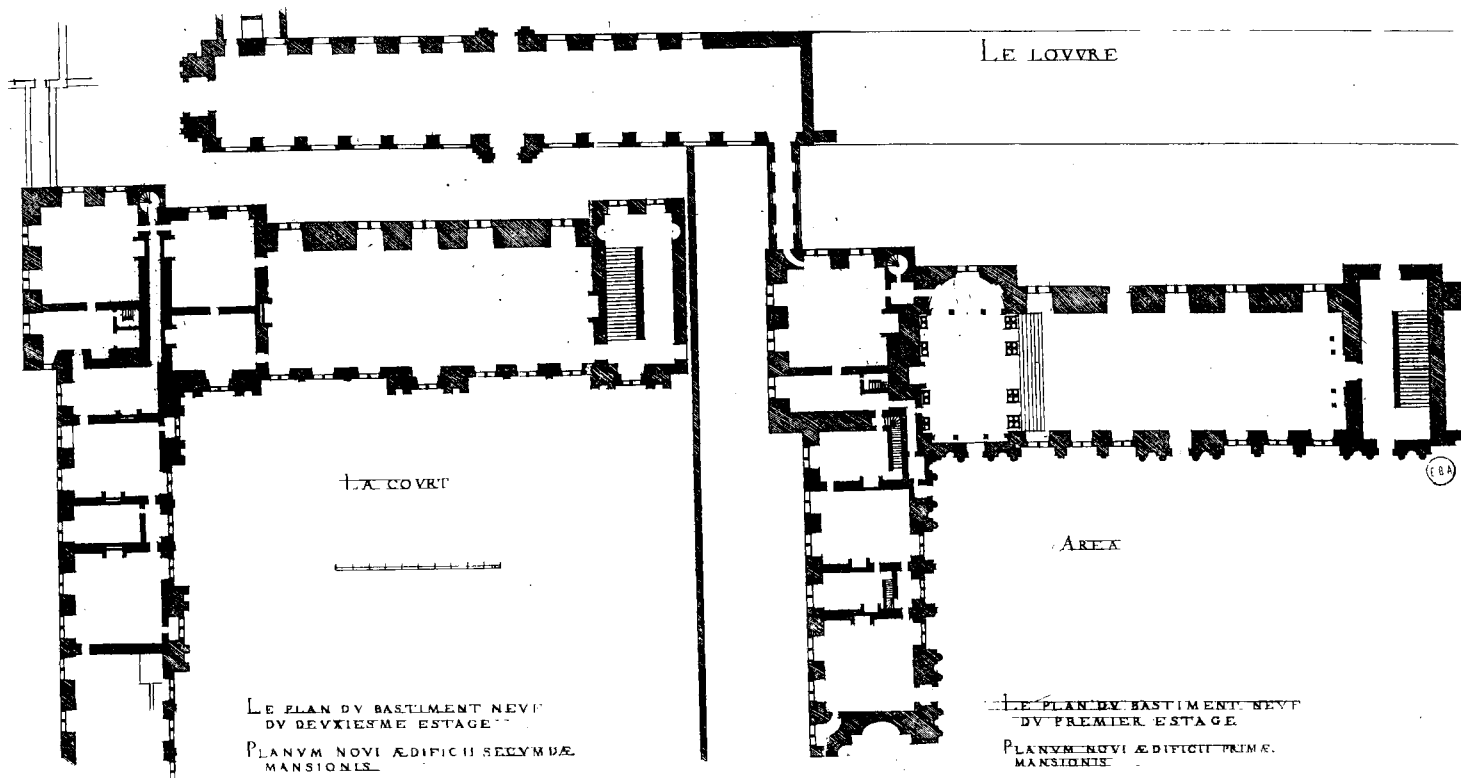 LE LOVVRE
LA COVRT
AREA
EBA
LE PLAN DV BASTIMENT NEVF
DV DEVXIESME ESTAGE
PLANVM NOVI ÆDIFICII SECVMDÆ
MANSIONIS
LE PLAN DV BASTIMENT NEVF
DV PREMIER ESTAGE
PLANVM NOVI ÆDIFICII PRIMÆ.
MANSIONIS